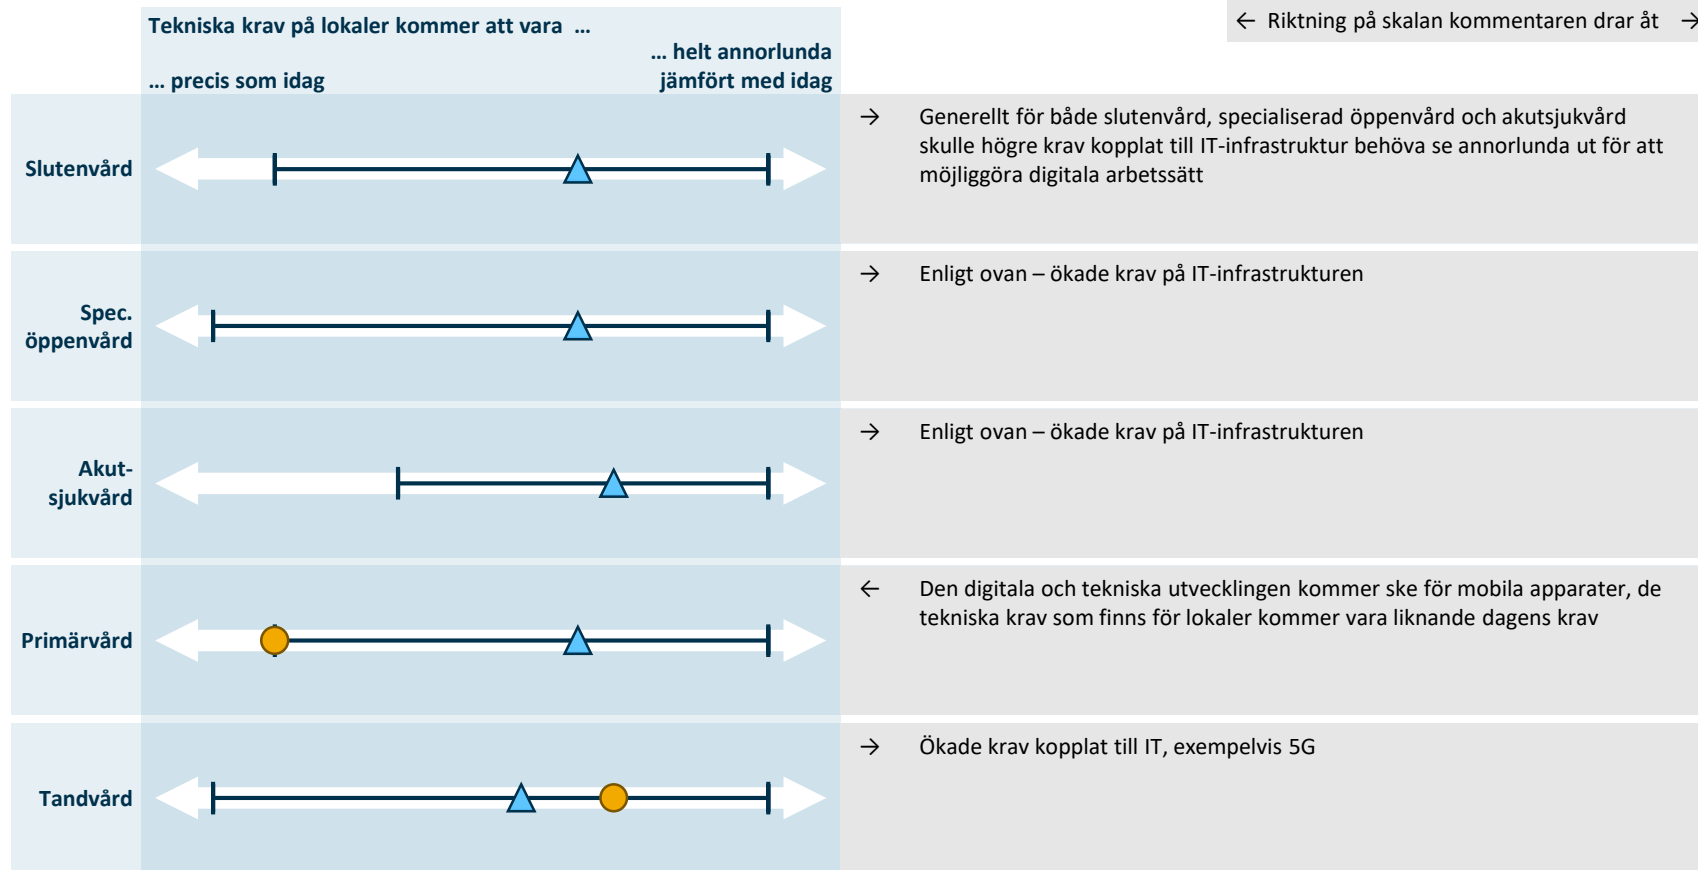 ← Riktning på skalan kommentaren drar åt →
Tekniska krav på lokaler kommer att vara ...
... helt annorlunda
... precis som idag
jämfört med idag
Slutenvård
→ Generellt för både slutenvård, specialiserad öppenvård och akutsjukvård
skulle högre krav kopplat till IT-infrastruktur behöva se annorlunda ut för att
möjliggöra digitala arbetssätt
Spec.
öppenvård
→ Enligt ovan – ökade krav på IT-infrastrukturen
Akut-
sjukvård
→ Enligt ovan – ökade krav på IT-infrastrukturen
Primärvård
← Den digitala och tekniska utvecklingen kommer ske för mobila apparater, de
tekniska krav som finns för lokaler kommer vara liknande dagens krav
Tandvård
→ Ökade krav kopplat till IT, exempelvis 5G